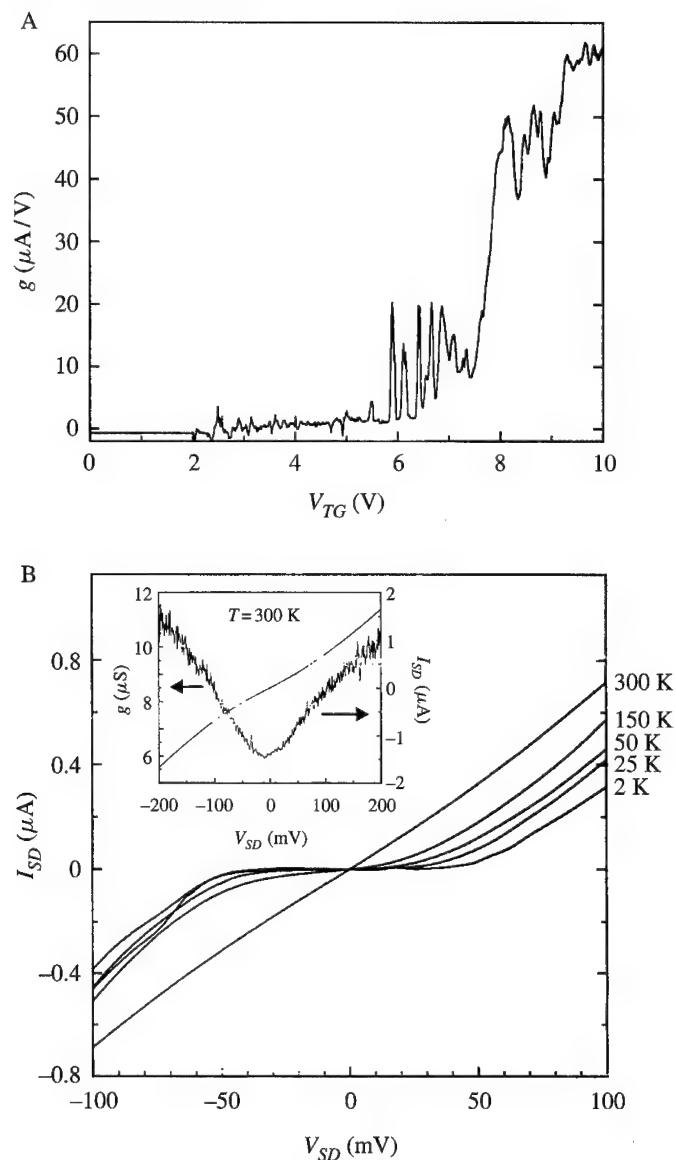 A
60
50
40
30
20
10
0
g (μA/V)
0 2 4 6 8 10
V_TG (V)
B
12
10
8
6
g (μS)
T = 300 K
2
1
0
−1
−2
I_SD (μA)
−200 −100 0 100 200
V_SD (mV)
0.8
0.4
0
−0.4
−0.8
I_SD (μA)
300 K
150 K
50 K
25 K
2 K
−100 −50 0 50 100
V_SD (mV)